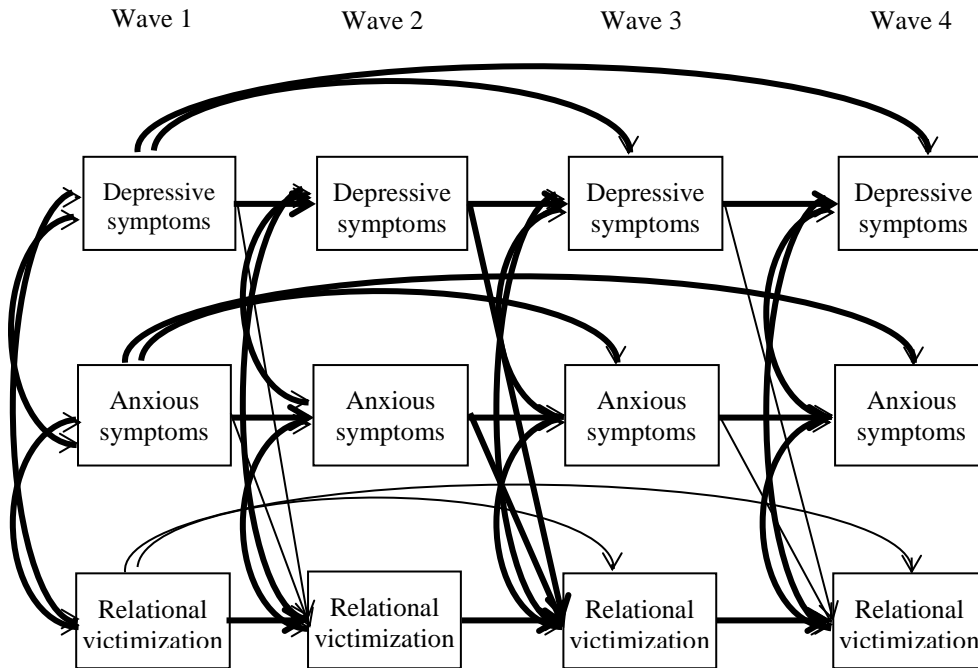 Wave 1
Wave 2
Wave 3
Wave 4
Depressive
symptoms
Depressive
symptoms
Depressive
symptoms
Depressive
symptoms
Anxious
symptoms
Anxious
symptoms
Anxious
symptoms
Anxious
symptoms
Relational
victimization
Relational
victimization
Relational
victimization
Relational
victimization